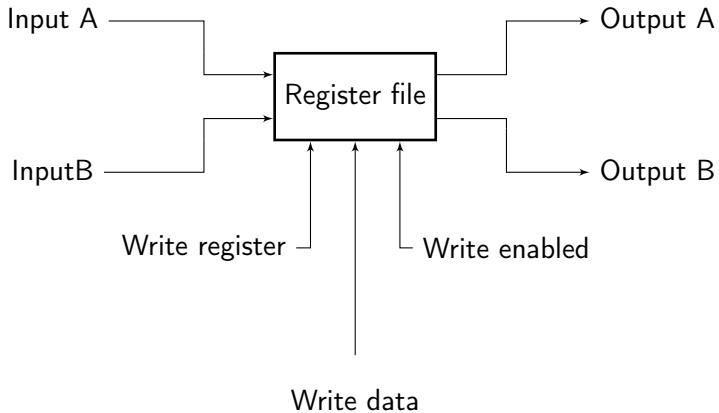 Input A
Output A
Register file
InputB
Output B
Write register
Write enabled
Write data